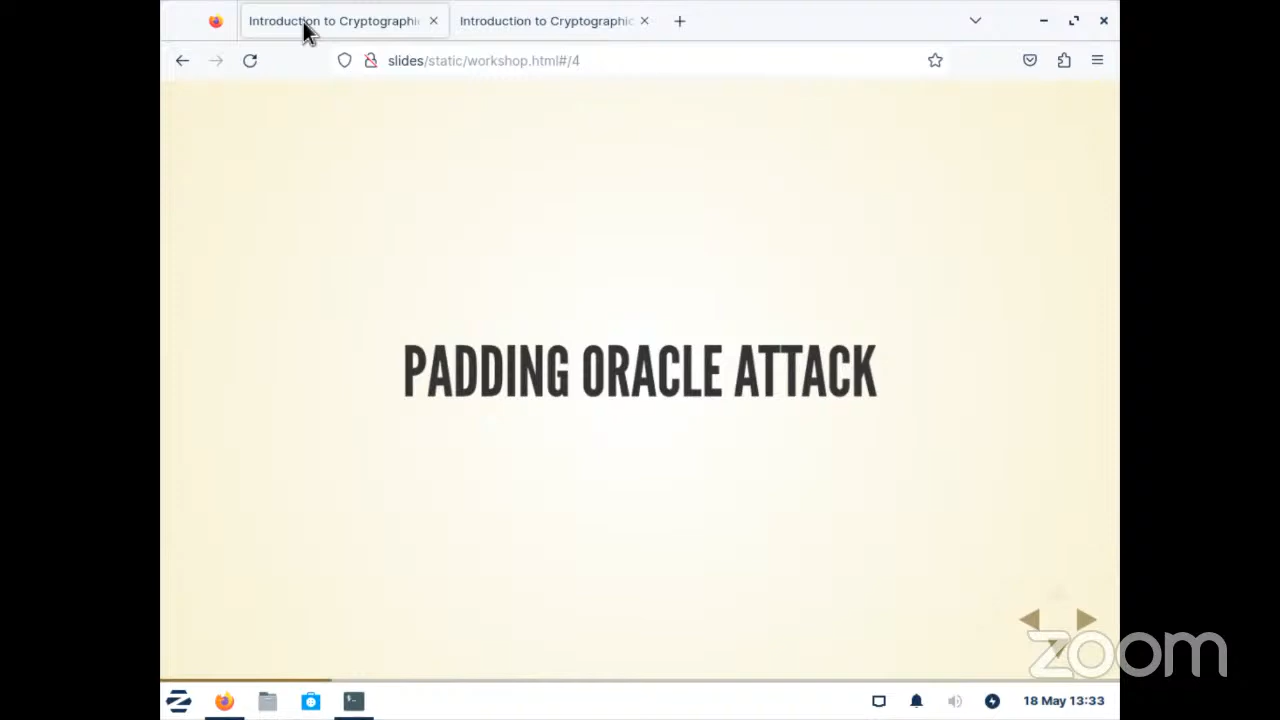 Introduction to Cryptographi
Introduction to Cryptographic
slides/static/workshop.html#/4
PADDING ORACLE ATTACK
zoom
18 May 13:33